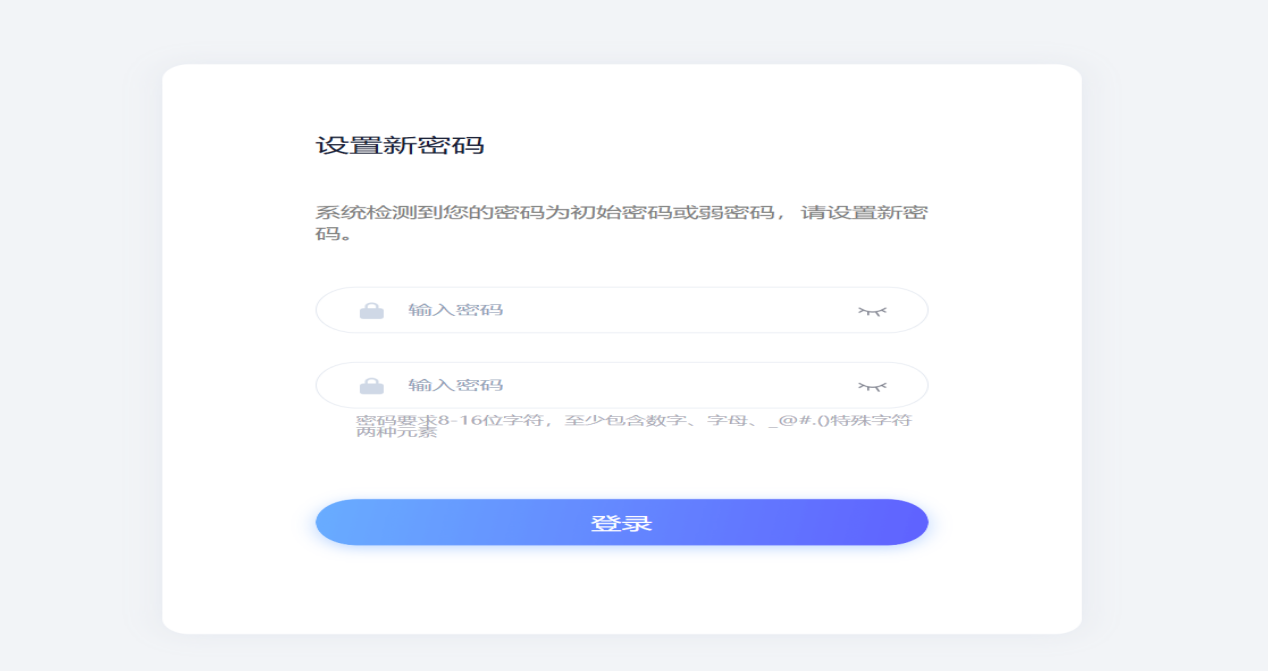 设置新密码
系统检测到您的密码为初始密码或弱密码，请设置新密
码。
输入密码
输入密码
密码要求8-16位字符，至少包含数字、字母、_@#.()特殊字符
两种元素
登录